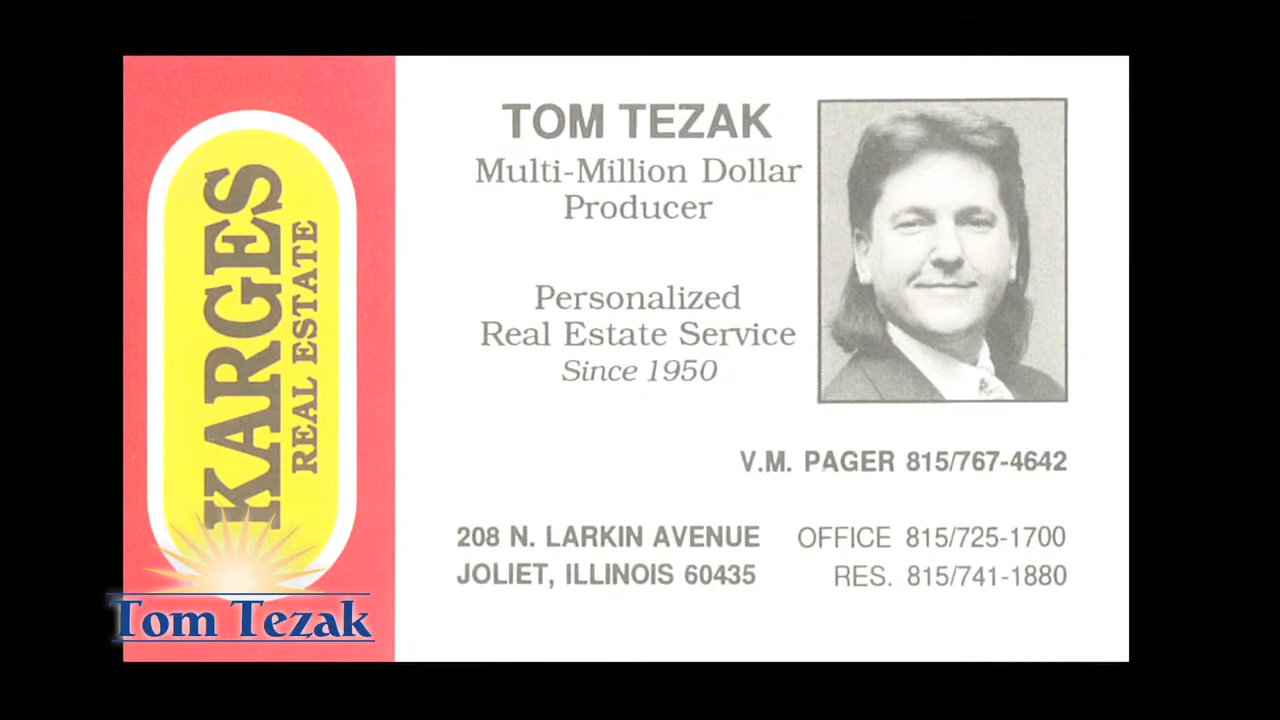 KARGES
REAL ESTATE
TOM TEZAK
Multi-Million Dollar
Producer
Personalized
Real Estate Service
Since 1950
V.M. PAGER 815/767-4642
208 N. LARKIN AVENUE OFFICE 815/725-1700
JOLIET, ILLINOIS 60435 RES. 815/741-1880
Tom Tezak